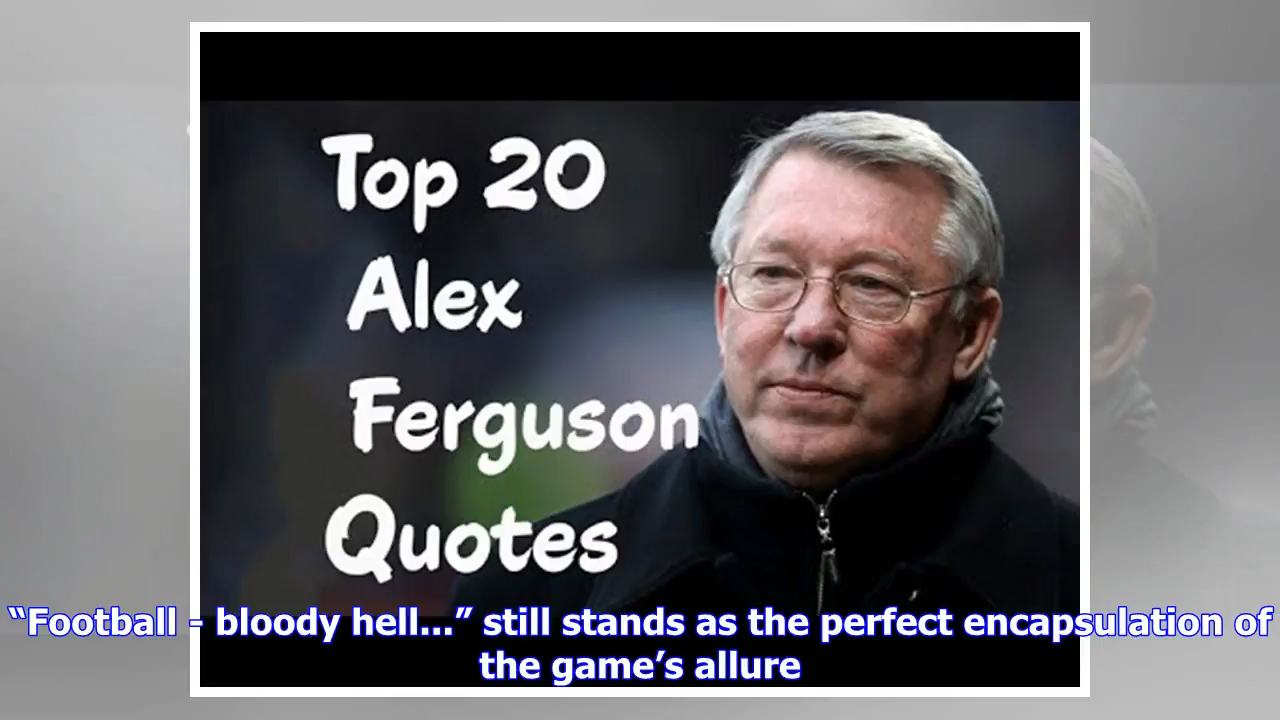 Top 20
Alex
Ferguson
Quotes
“Football - bloody hell...” still stands as the perfect encapsulation of
the game’s allure